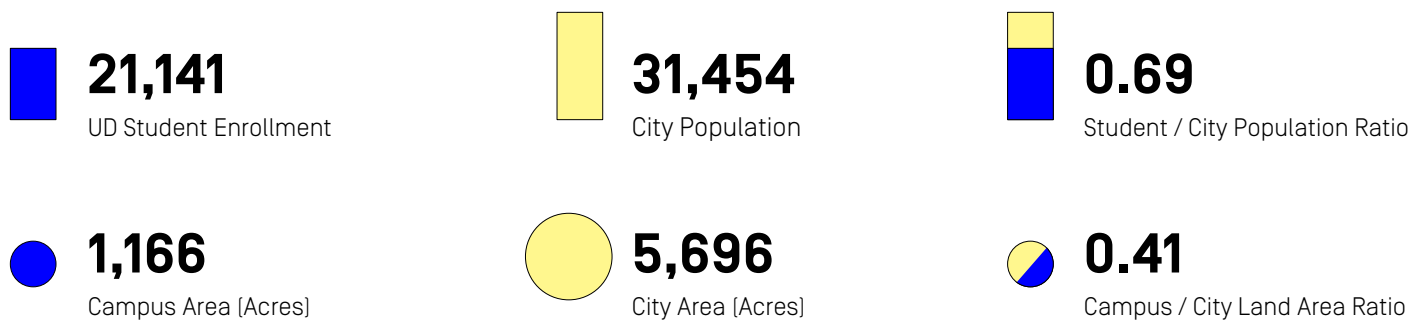 21,141
UD Student Enrollment
31,454
City Population
0.69
Student / City Population Ratio
1,166
Campus Area (Acres)
5,696
City Area (Acres)
0.41
Campus / City Land Area Ratio